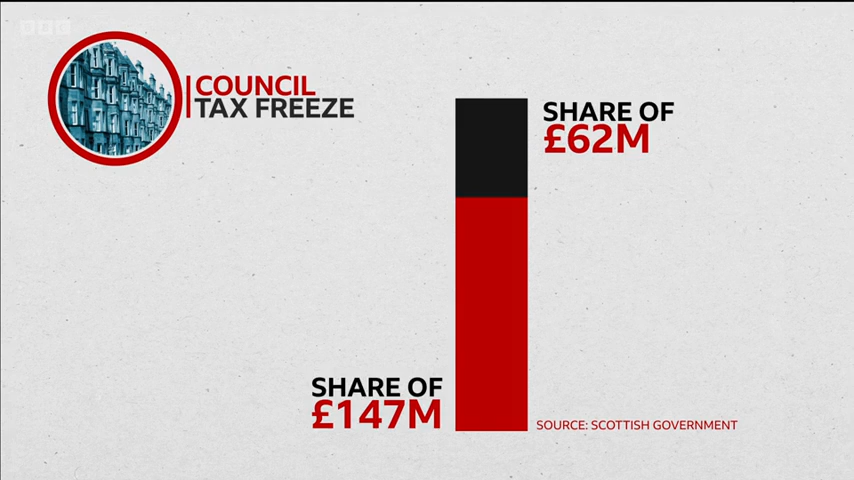 BBC
COUNCIL
TAX FREEZE
SHARE OF
£62M
SHARE OF
£147M
SOURCE: SCOTTISH GOVERNMENT